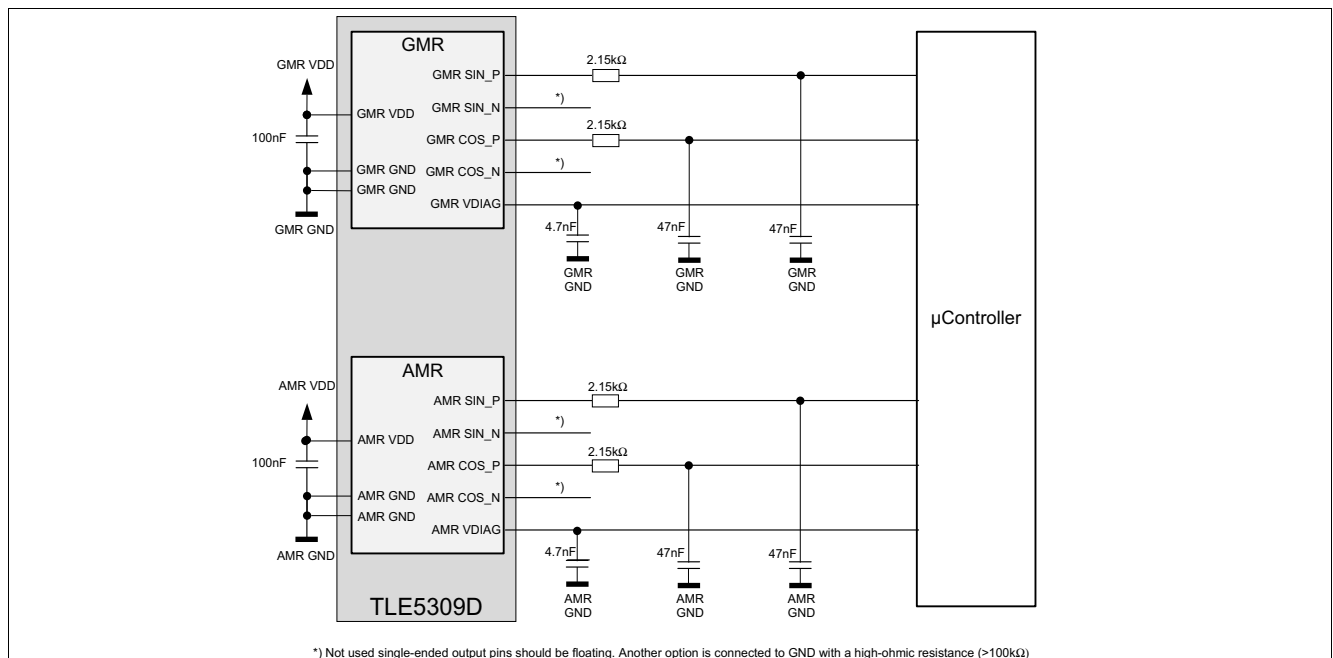 GMR
GMR VDD
GMR SIN_P
2.15kΩ
GMR VDD
GMR SIN_N
*)
100nF
GMR COS_P
2.15kΩ
GMR GND
GMR COS_N
*)
GMR GND
GMR VDIAG
GMR GND
4.7nF
47nF
47nF
GMR
GND
GMR
GND
GMR
GND
µController
AMR
AMR VDD
AMR SIN_P
2.15kΩ
AMR VDD
AMR SIN_N
*)
100nF
AMR COS_P
2.15kΩ
AMR GND
AMR COS_N
*)
AMR GND
AMR VDIAG
AMR GND
4.7nF
47nF
47nF
AMR
GND
AMR
GND
AMR
GND
TLE5309D
*) Not used single-ended output pins should be floating. Another option is connected to GND with a high-ohmic resistance (>100kΩ)